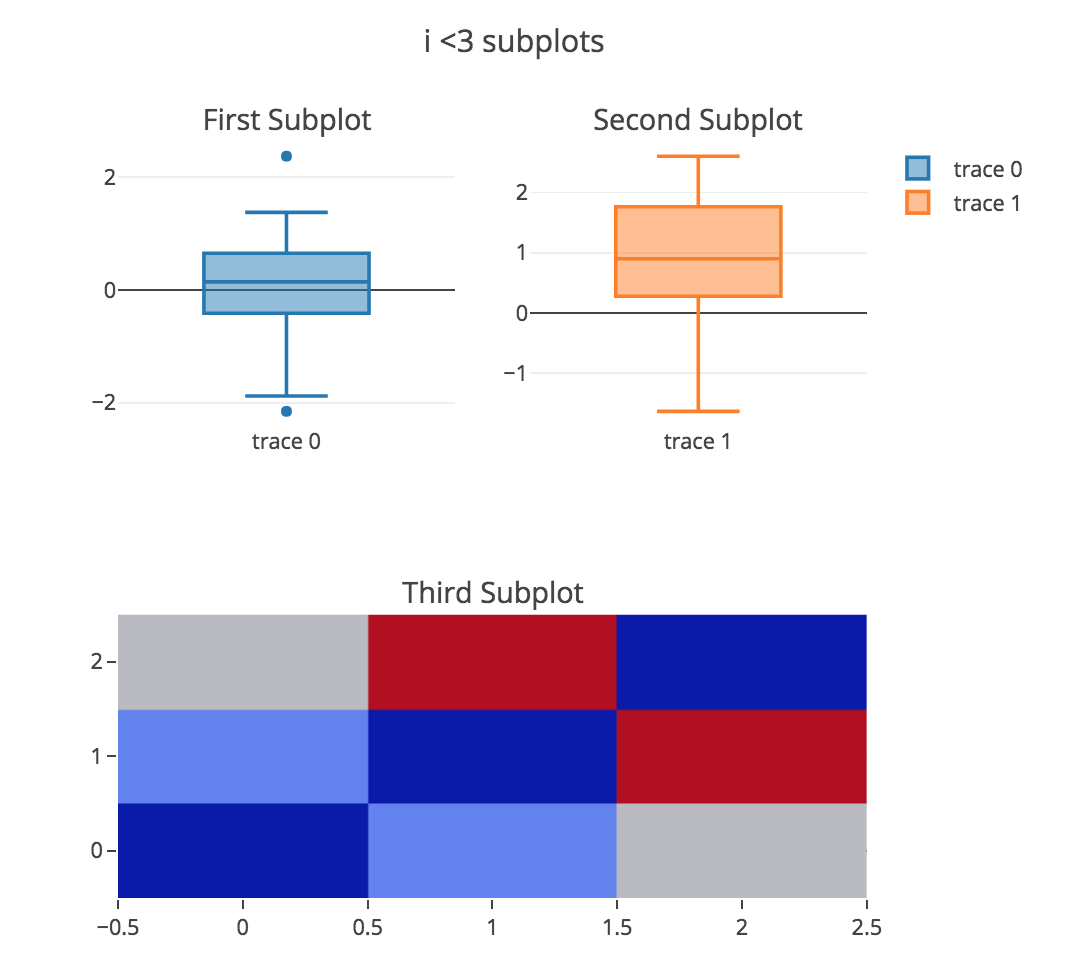 i <3 subplots
First Subplot
Second Subplot
2
0
−2
trace 0
2
1
0
−1
trace 1
trace 0
trace 1
Third Subplot
2
1
0
−0.5 0 0.5 1 1.5 2 2.5